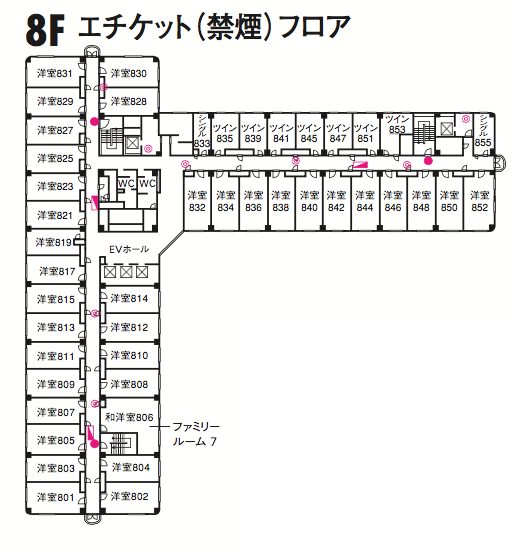 8F エチケット(禁煙)フロア
洋室831
洋室830
洋室829
洋室828
洋室827
洋室825
洋室823
洋室821
洋室819
洋室817
洋室815
洋室813
洋室811
洋室809
洋室807
洋室805
洋室803
洋室801
WC
WC
EVホール
洋室814
洋室812
洋室810
洋室808
和洋室806
ファミリー
ルーム 7
洋室804
洋室802
シングル
833
ツイン
835
ツイン
839
ツイン
841
ツイン
845
ツイン
847
ツイン
851
ツイン
853
シングル
855
洋室
832
洋室
834
洋室
836
洋室
838
洋室
840
洋室
842
洋室
844
洋室
846
洋室
848
洋室
850
洋室
852